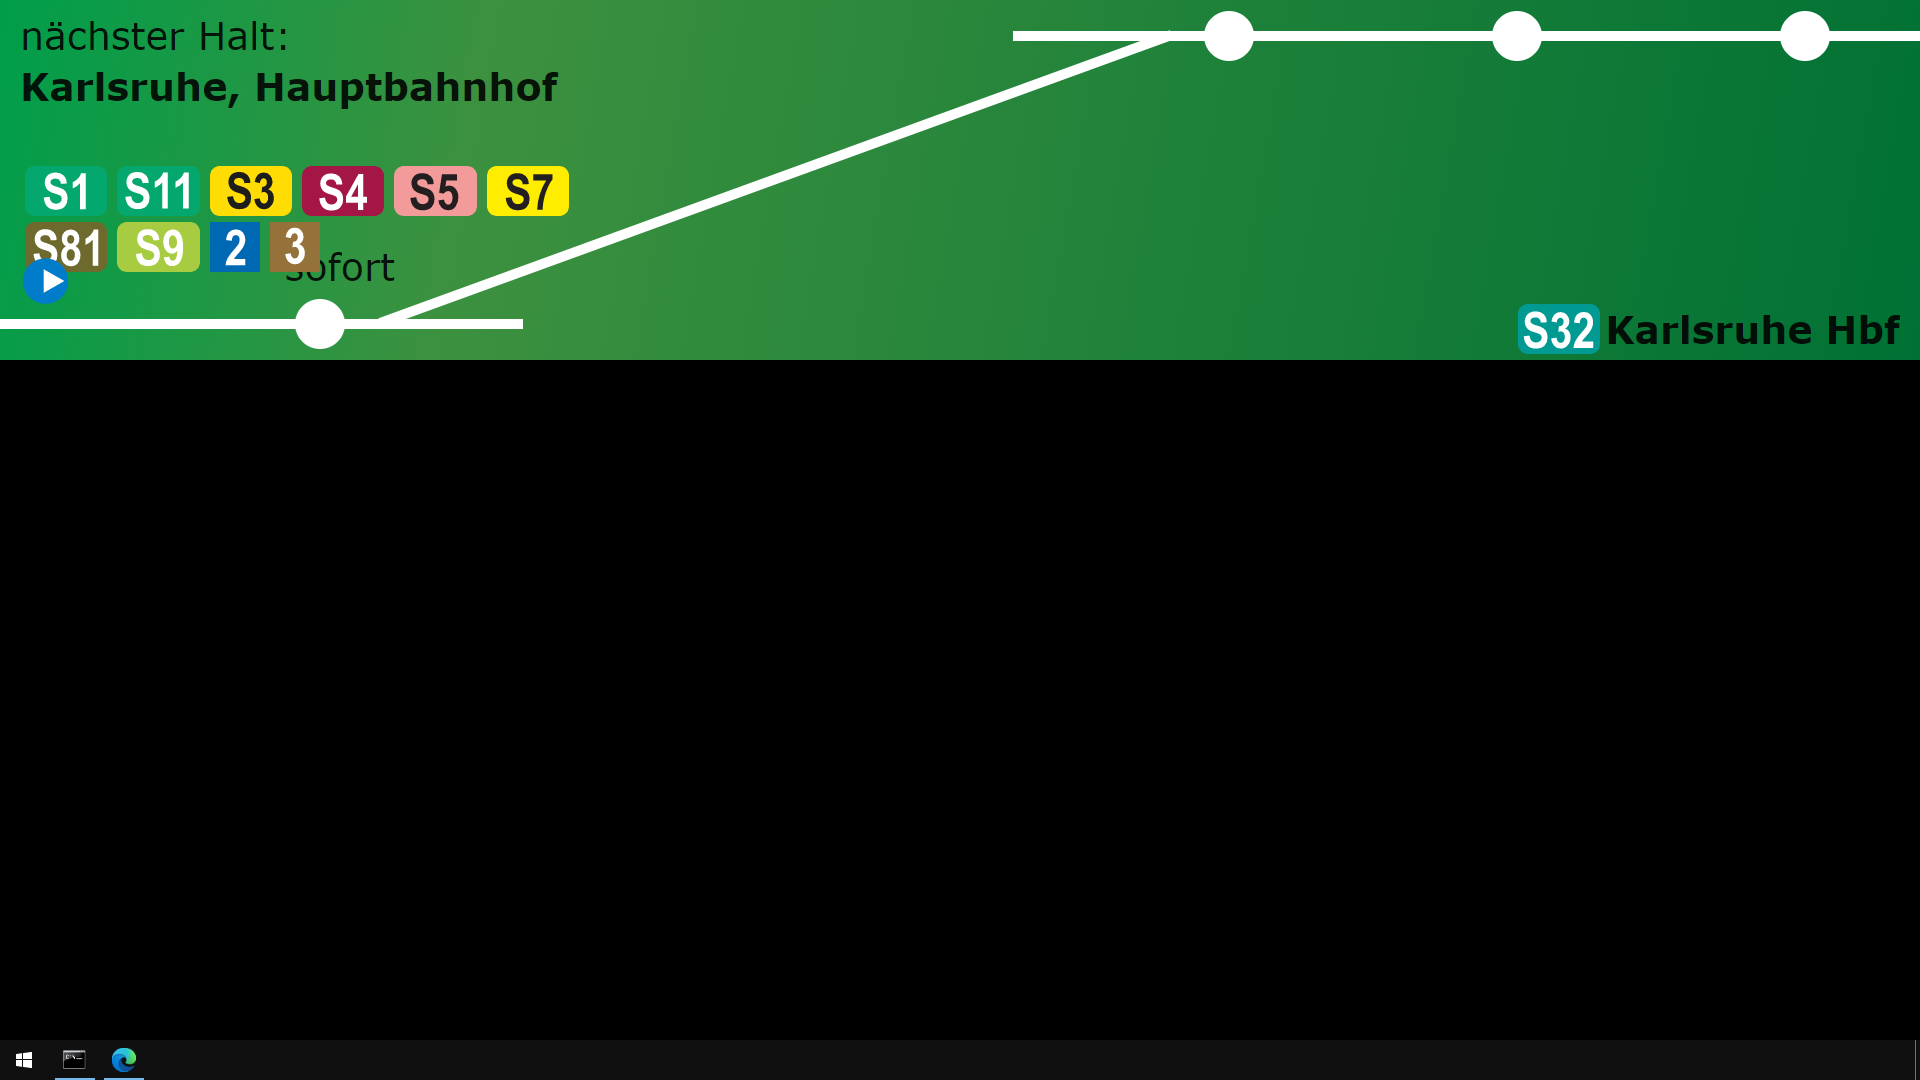 nächster Halt:
Karlsruhe, Hauptbahnhof
S1 S11 S3 S4 S5 S7
S81 S9 2 3
sofort
S32 Karlsruhe Hbf